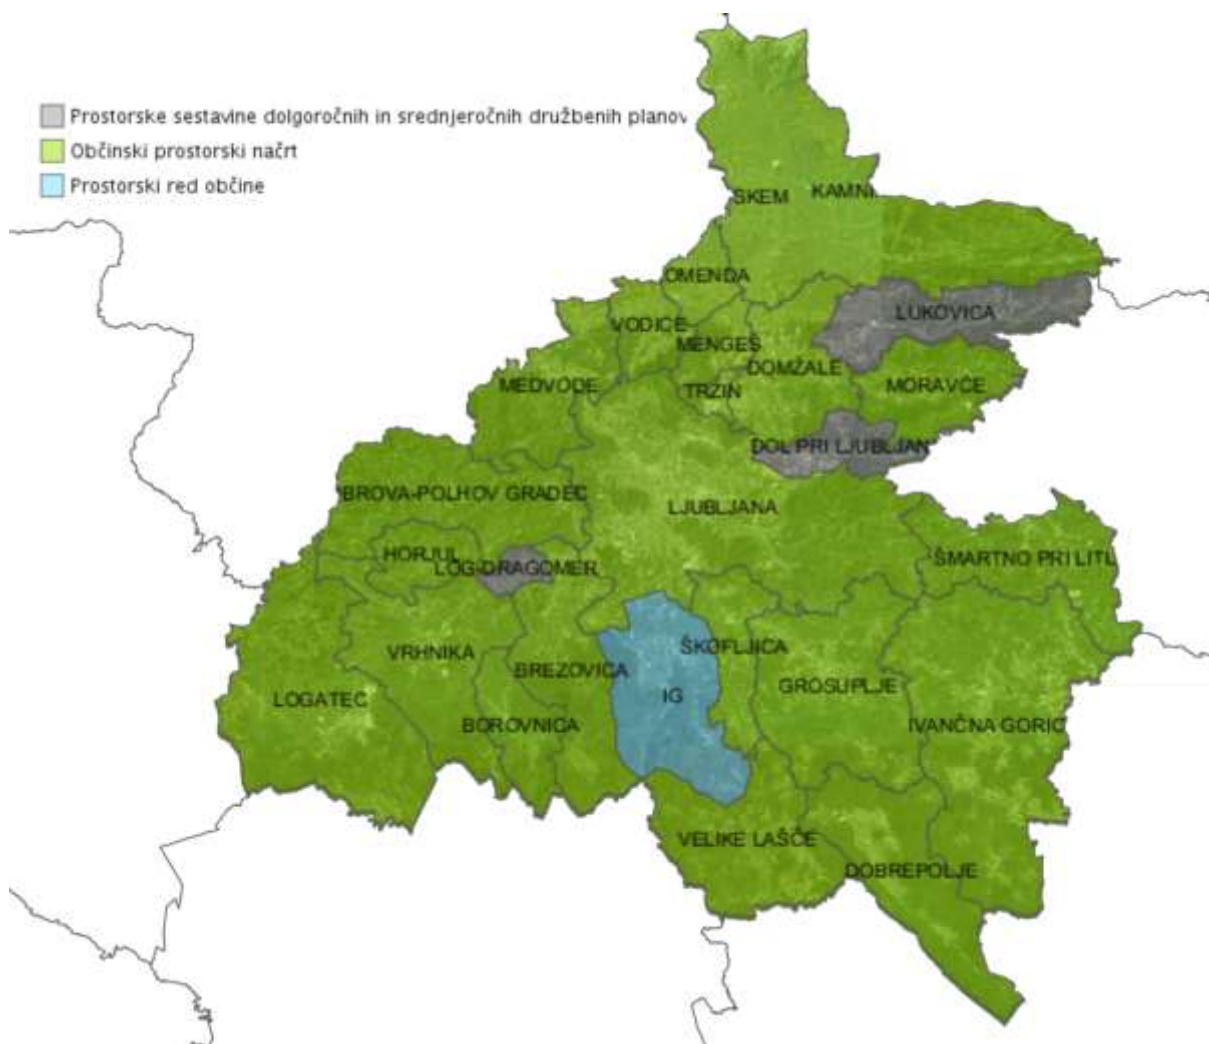 Prostorske sestavine dolgoročnih in srednjeročnih družbenih planov
Občinski prostorski načrt
Prostorski red občine
SKEM
KAMNI
OMENDA
LUKOVICA
VODICE
MENGEŠ
DOMŽALE
MEDVODE
TRZIN
MORAVČE
DOL PRI LJUBLJAN
BROVA-POLHOV GRADEC
LJUBLJANA
HORJUL
LOG-DRAGOMER
ŠMARTNO PRI LITI
VRHNIKA
ŠKOFLJICA
BREZOVICA
GROSUPLJE
LOGATEC
IG
BOROVNICA
IVANČNA GORIC
VELIKE LAŠČE
DOBREPOLJE